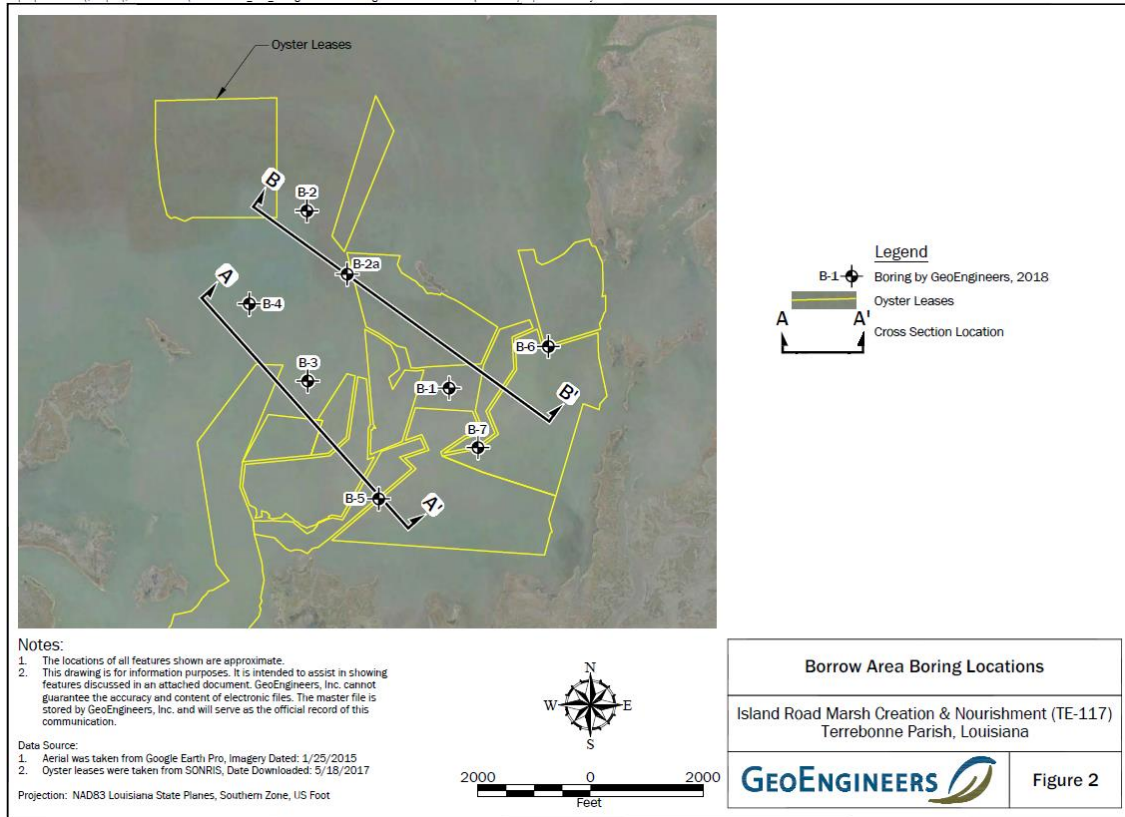 Oyster Leases
B
B-2
B-2a
A
B-4
B-6
B-3
B-1
B'
B-7
B-5
A'
Legend
B-1 Boring by GeoEngineers, 2018
Oyster Leases
A A'
Cross Section Location
Notes:
1. The locations of all features shown are approximate.
2. This drawing is for information purposes. It is intended to assist in showing
features discussed in an attached document. GeoEngineers, Inc. cannot
guarantee the accuracy and content of electronic files. The master file is
stored by GeoEngineers, Inc. and will serve as the official record of this
communication.
Data Source:
1. Aerial was taken from Google Earth Pro, Imagery Dated: 1/25/2015
2. Oyster leases were taken from SONRIS, Date Downloaded: 5/18/2017
Projection: NAD83 Louisiana State Planes, Southern Zone, US Foot
N
W E
S
2000 0 2000
Feet
Borrow Area Boring Locations
Island Road Marsh Creation & Nourishment (TE-117)
Terrebonne Parish, Louisiana
GEOENGINEERS
Figure 2